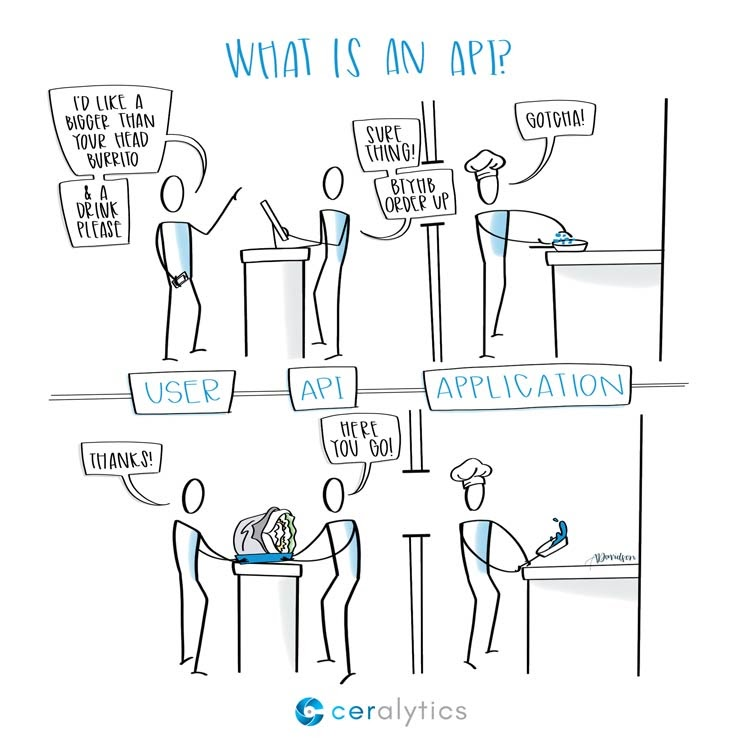 WHAT IS AN API?
I'D LIKE A
BIGGER THAN
YOUR HEAD
BURRITO
& A
DRINK
PLEASE
SURE
THING!
BTYHB
ORDER UP
GOTCHA!
USER
API
APPLICATION
THANKS!
HERE
YOU GO!
ADonidson
ceralytics